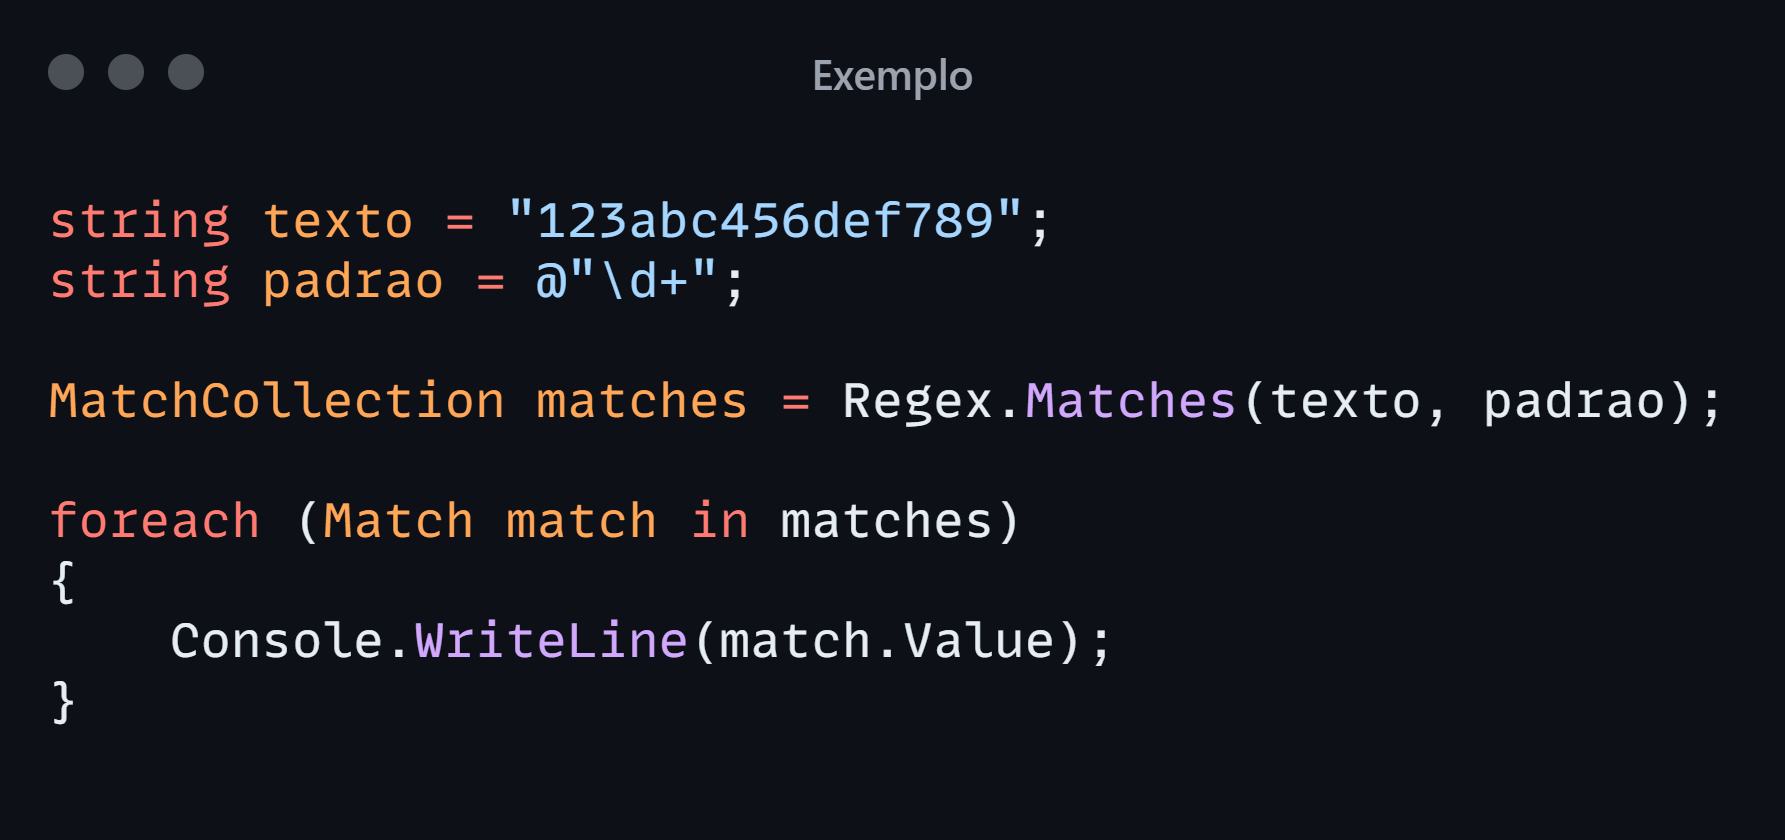 Exemplo
string texto = "123abc456def789";
string padrao = @"\d+";
MatchCollection matches = Regex.Matches(texto, padrao);
foreach (Match match in matches)
{
    Console.WriteLine(match.Value);
}